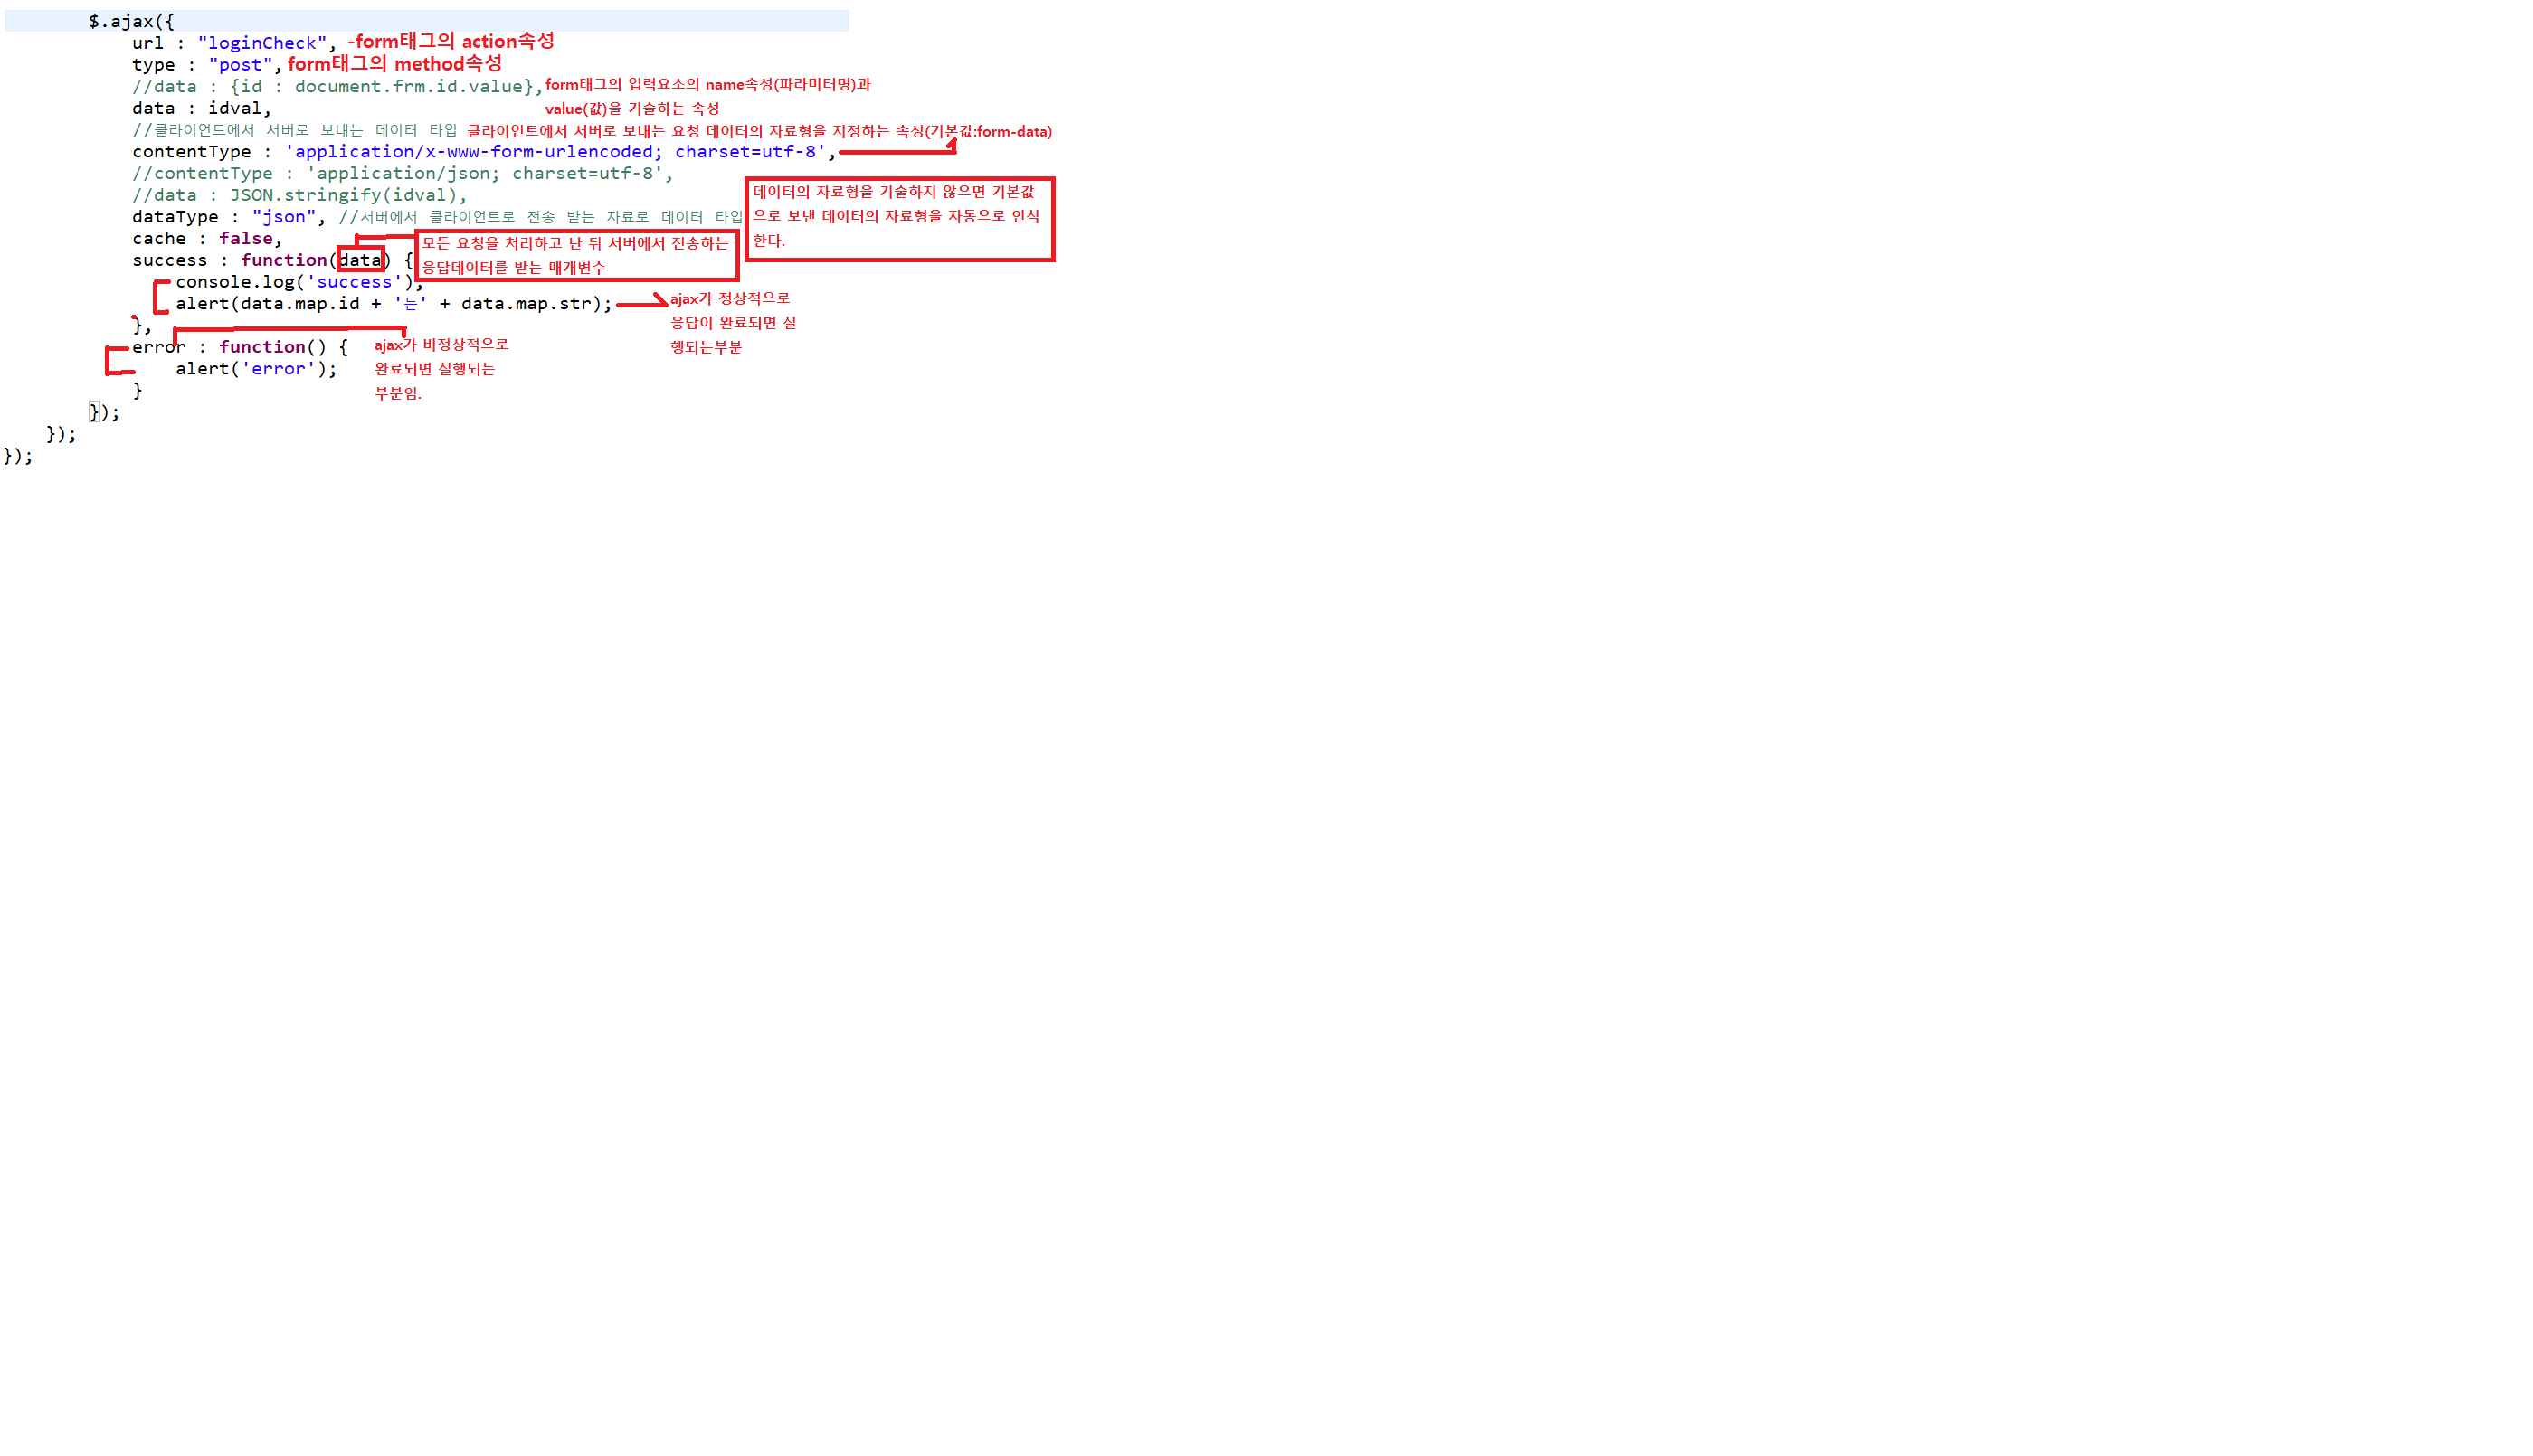 $.ajax({
url : "loginCheck", -form태그의 action속성
type : "post", form태그의 method속성
//data : {id : document.frm.id.value}, form태그의 입력요소의 name속성(파라미터명)과
data : idval, value(값)을 기술하는 속성
//클라이언트에서 서버로 보내는 데이터 타입 클라이언트에서 서버로 보내는 요청 데이터의 자료형을 지정하는 속성(기본값:form-data)
contentType : 'application/x-www-form-urlencoded; charset=utf-8',
//contentType : 'application/json; charset=utf-8',
//data : JSON.stringify(idval),
데이터의 자료형을 기술하지 않으면 기본값
으로 보낸 데이터의 자료형을 자동으로 인식
한다.
dataType : "json", //서버에서 클라이언트로 전송 받는 자료로 데이터 타입
cache : false,
모든 요청을 처리하고 난 뒤 서버에서 전송하는
응답데이터를 받는 매개변수
success : function(data) {
console.log('success');
alert(data.map.id + '는' + data.map.str);
ajax가 정상적으로
응답이 완료되면 실
행되는부분
},
error : function() {
ajax가 비정상적으로
완료되면 실행되는
부분임.
alert('error');
}
});
});
});